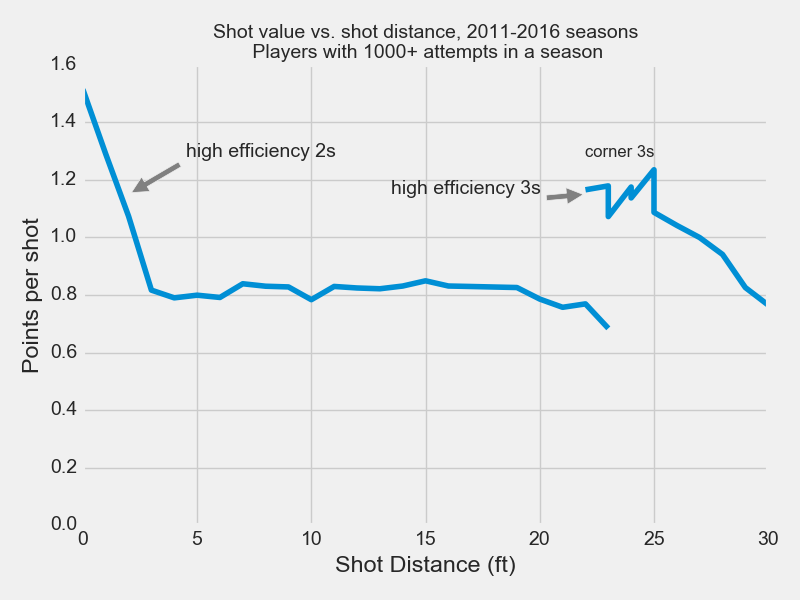 Shot value vs. shot distance, 2011-2016 seasons
Players with 1000+ attempts in a season
1.6
1.4
high efficiency 2s
corner 3s
1.2
high efficiency 3s
1.0
0.8
0.6
0.4
0.2
0.0
Points per shot
0 5 10 15 20 25 30
Shot Distance (ft)